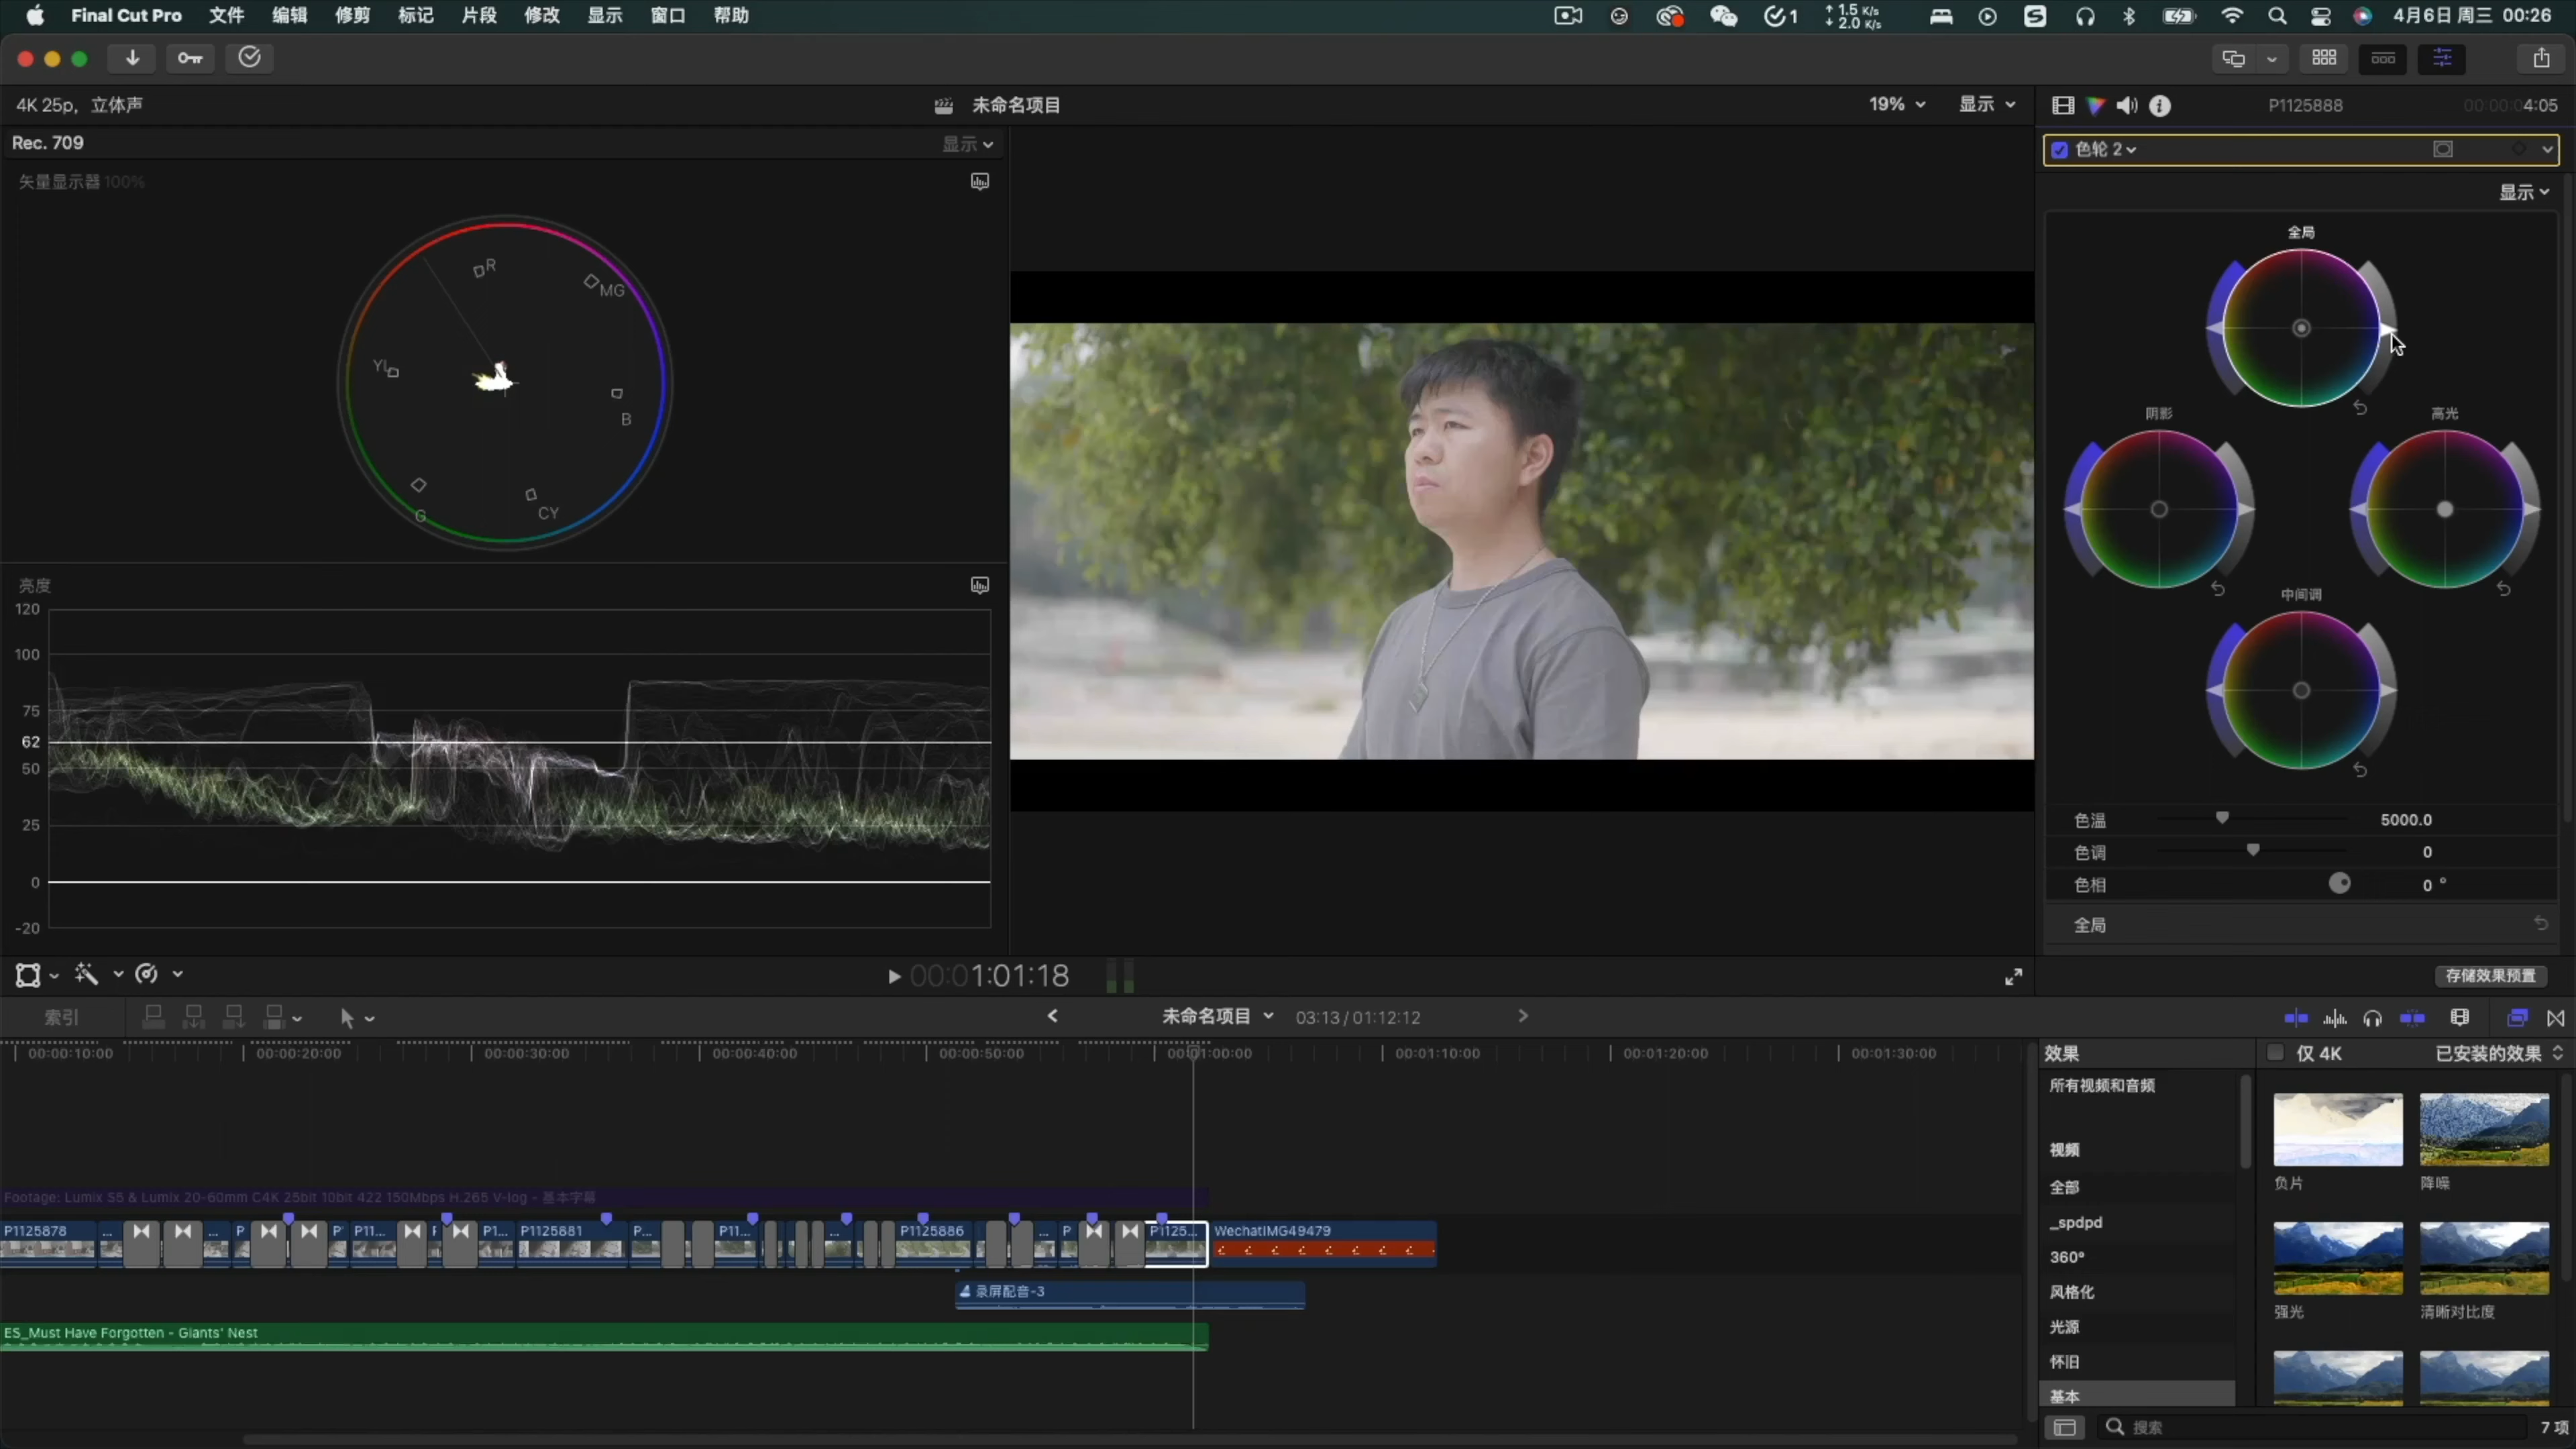 Final Cut Pro 文件 编辑 修剪 标记 片段 修改 显示 窗口 帮助
1
1.5 K/s
2.0 K/s
4月6日 周三 00:26
4K 25p, 立体声
未命名项目
19%
显示
P1125888
00:00:04:05
Rec. 709
显示
矢量显示器 100%
R
MG
YL
B
G
CY
色轮 2
显示
全局
阴影
高光
中间调
色温
5000.0
色调
0
色相
0 °
全局
亮度
120
100
75
62
50
25
0
-20
00:01:01:18
存储效果预置
索引
未命名项目
03:13 / 01:12:12
00:00:10:00
00:00:20:00
00:00:30:00
00:00:40:00
00:00:50:00
00:01:00:00
00:01:10:00
00:01:20:00
00:01:30:00
Footage: Lumix S5 & Lumix 20-60mm C4K 25bit 10bit 422 150Mbps H.265 V-log - 基本字幕
P1125878
...
...
P
P
P11...
P1...
P1125881
P...
P11...
...
P1125886
...
P
P1125...
WechatIMG49479
录屏配音-3
ES_Must Have Forgotten - Giants' Nest
效果
仅 4K
已安装的效果
所有视频和音频
视频
全部
_spdpd
360°
风格化
光源
怀旧
基本
负片
降噪
强光
清晰对比度
搜索
7 项